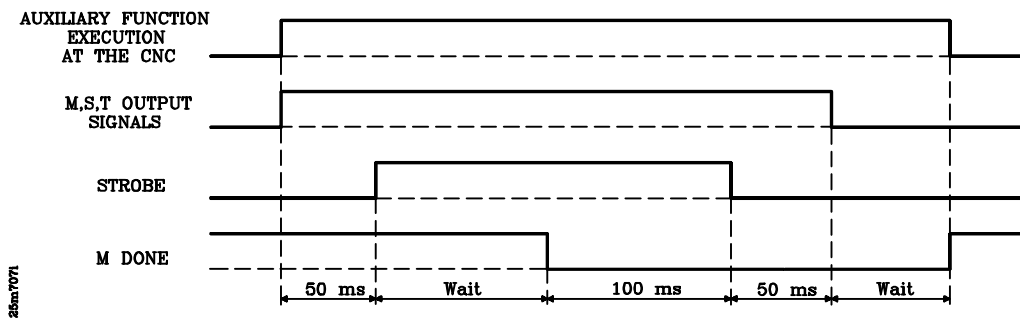 AUXILIARY FUNCTION
EXECUTION
AT THE CNC
M,S,T OUTPUT
SIGNALS
STROBE
M DONE
50 ms
Wait
100 ms
50 ms
Wait
25m7071